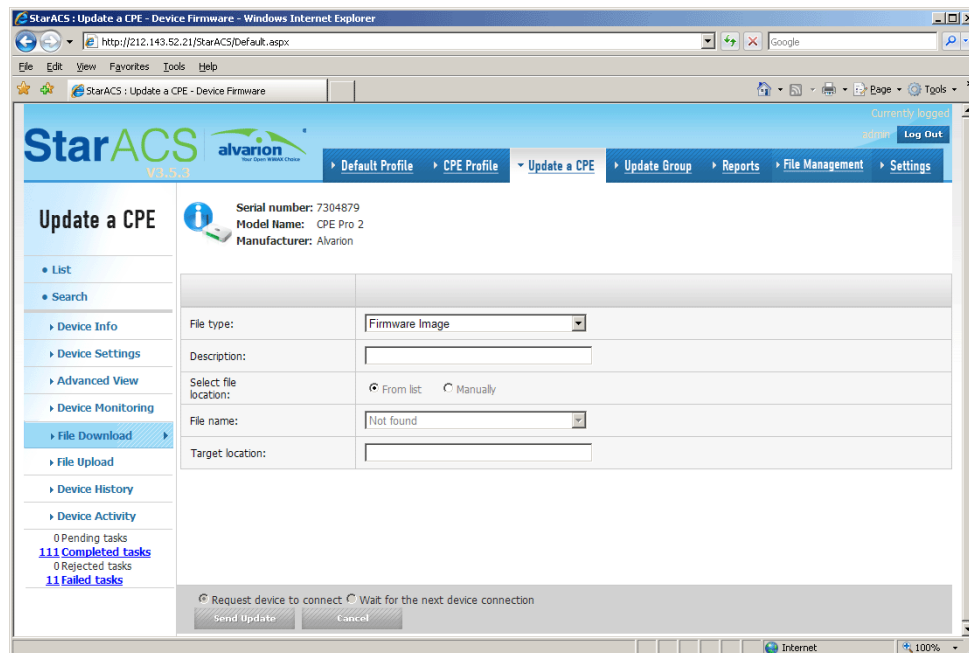 StarACS : Update a CPE - Device Firmware - Windows Internet Explorer
http://212.143.52.21/StarACS/Default.aspx
Google
File Edit View Favorites Tools Help
StarACS : Update a CPE - Device Firmware
Page Tools
Currently logged
admin Log Out
StarACS alvarion
Your Open WiMAX Choice
V3.5.3
Default Profile CPE Profile Update a CPE Update Group Reports File Management Settings
Update a CPE
Serial number: 7304879
Model Name: CPE Pro 2
Manufacturer: Alvarion
List
Search
Device Info
Device Settings
Advanced View
Device Monitoring
File Download
File Upload
Device History
Device Activity
0 Pending tasks
111 Completed tasks
0 Rejected tasks
11 Failed tasks
File type: Firmware Image
Description:
Select file
location: From list Manually
File name: Not found
Target location:
Request device to connect Wait for the next device connection
Send Update Cancel
Internet 100%